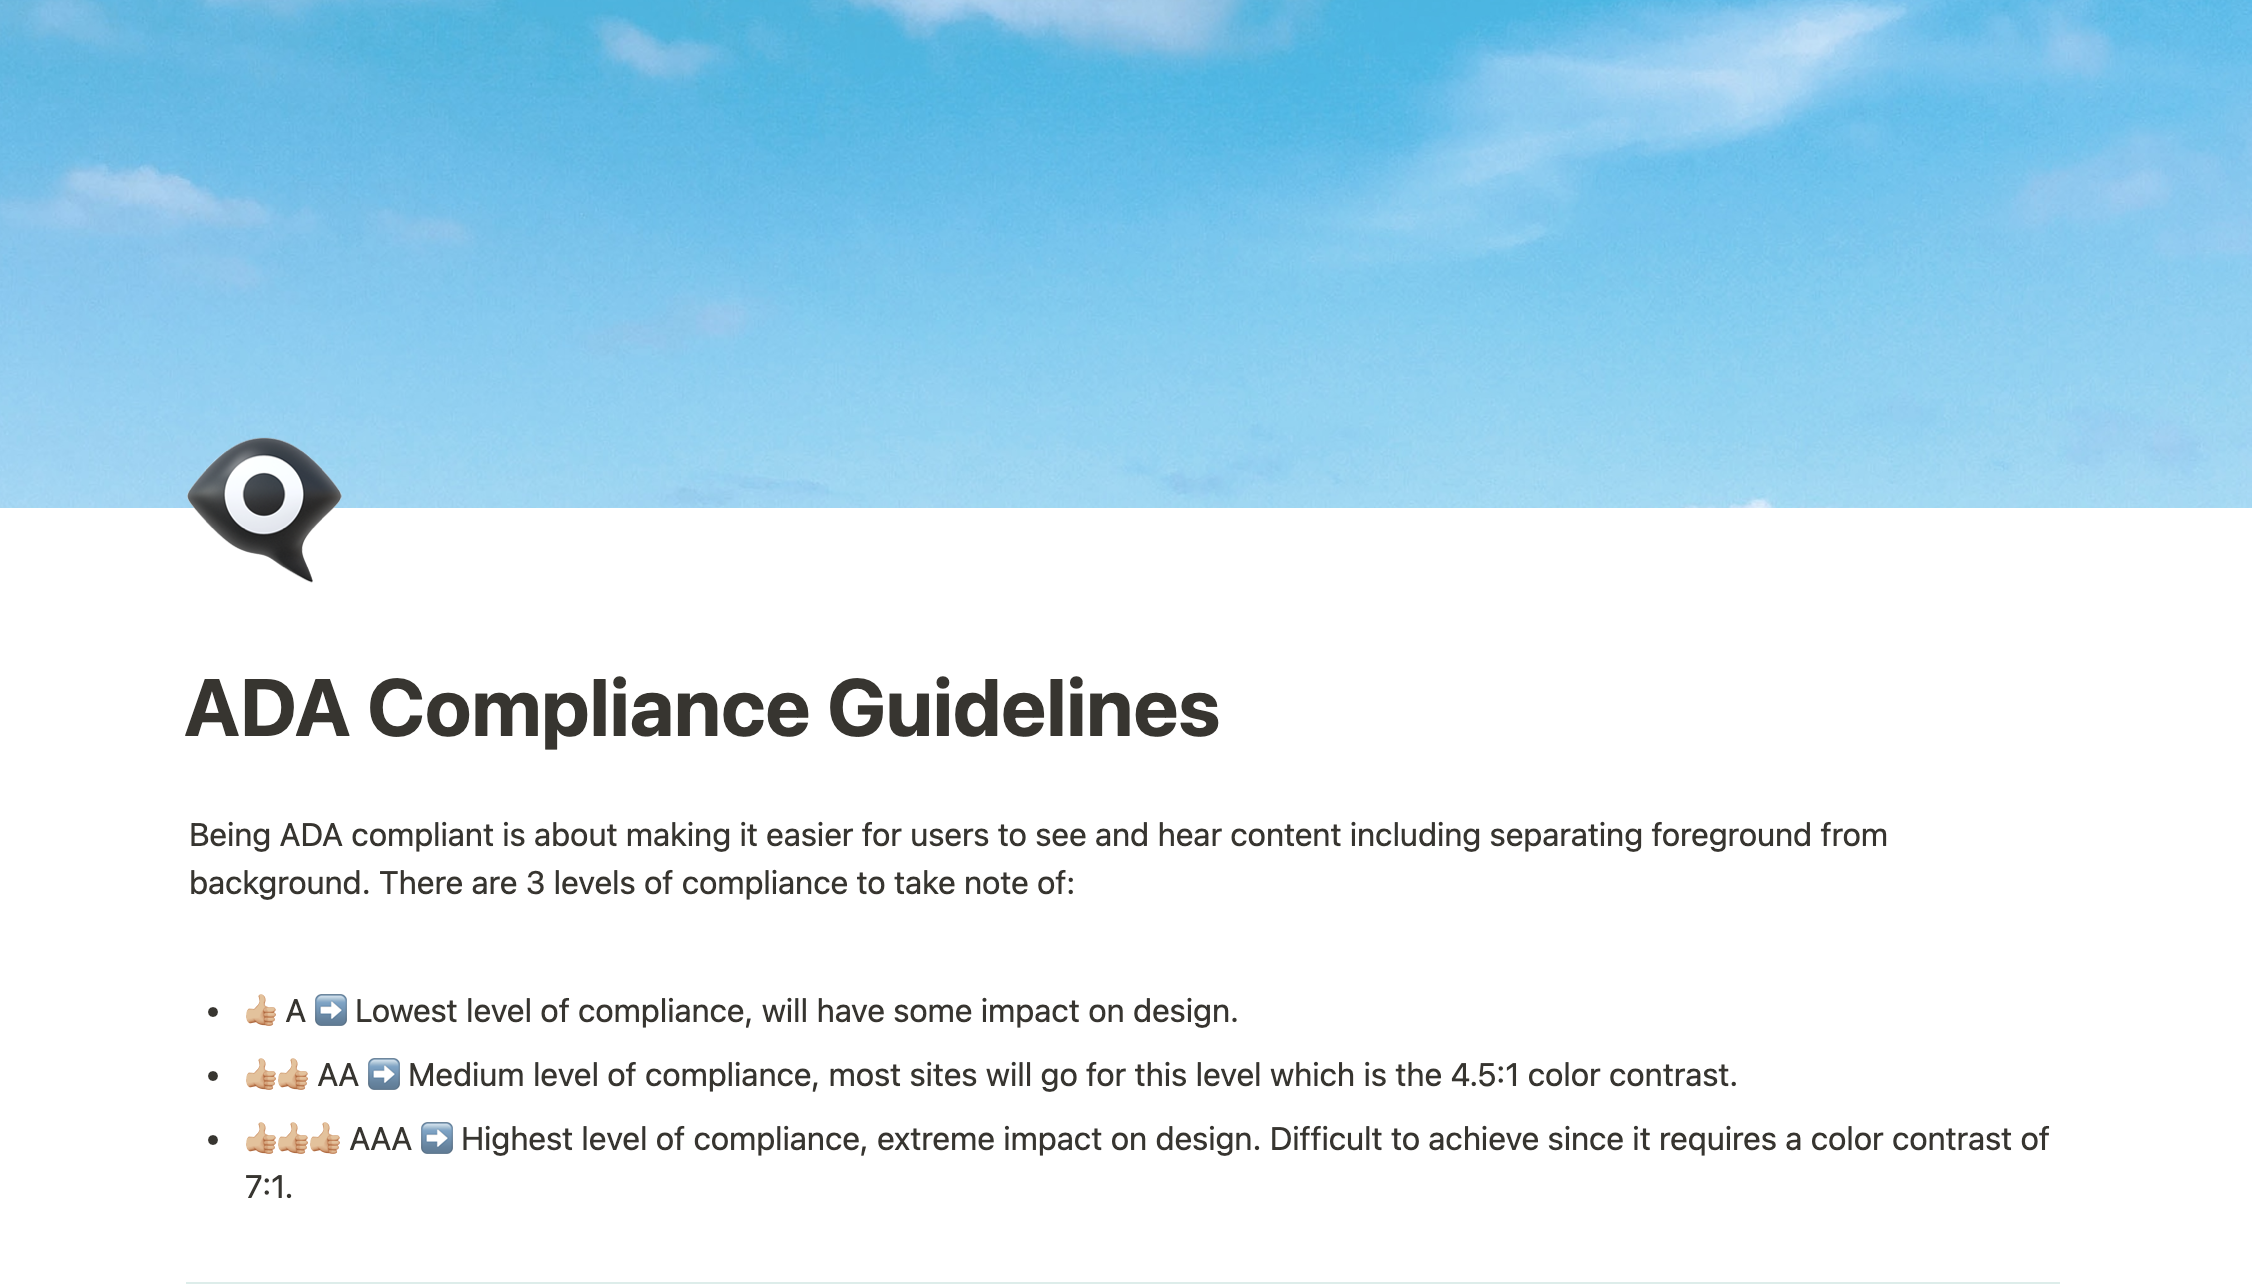 ADA Compliance Guidelines
Being ADA compliant is about making it easier for users to see and hear content including separating foreground from
background. There are 3 levels of compliance to take note of:
• 👍🏼 A ➡️ Lowest level of compliance, will have some impact on design.
• 👍🏼👍🏼 AA ➡️ Medium level of compliance, most sites will go for this level which is the 4.5:1 color contrast.
• 👍🏼👍🏼👍🏼 AAA ➡️ Highest level of compliance, extreme impact on design. Difficult to achieve since it requires a color contrast of
7:1.